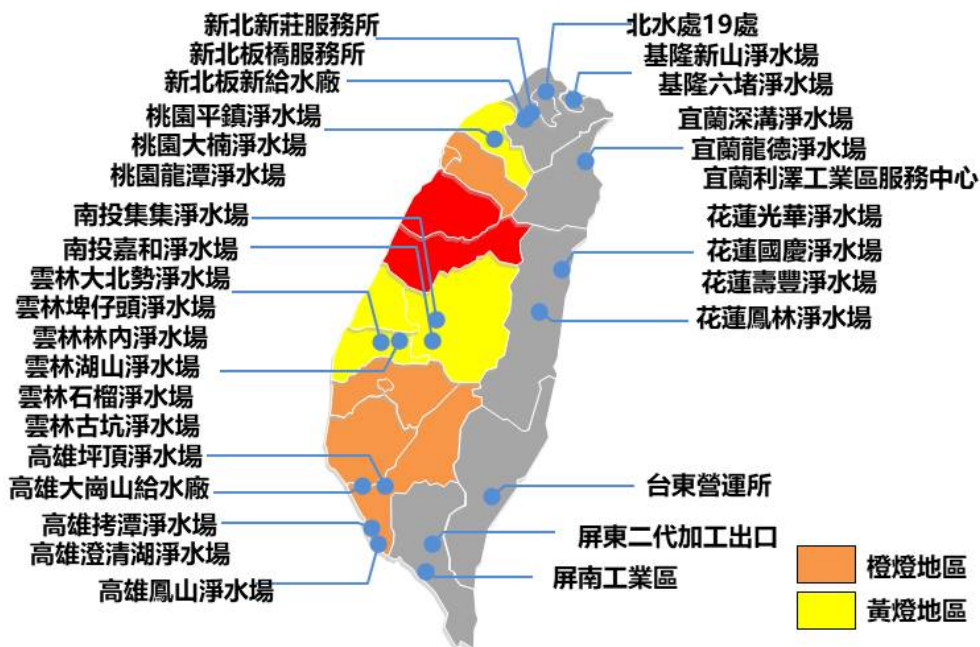 新北新莊服務所
新北板橋服務所
新北板新給水廠
桃園平鎮淨水場
桃園大楠淨水場
桃園龍潭淨水場
南投集集淨水場
南投嘉和淨水場
雲林大北勢淨水場
雲林埤仔頭淨水場
雲林林內淨水場
雲林湖山淨水場
雲林石榴淨水場
雲林古坑淨水場
高雄坪頂淨水場
高雄大崗山給水廠
高雄拷潭淨水場
高雄澄清湖淨水場
高雄鳳山淨水場
北水處19處
基隆新山淨水場
基隆六堵淨水場
宜蘭深溝淨水場
宜蘭龍德淨水場
宜蘭利澤工業區服務中心
花蓮光華淨水場
花蓮國慶淨水場
花蓮壽豐淨水場
花蓮鳳林淨水場
台東營運所
屏東二代加工出口
屏南工業區
橙燈地區
黃燈地區